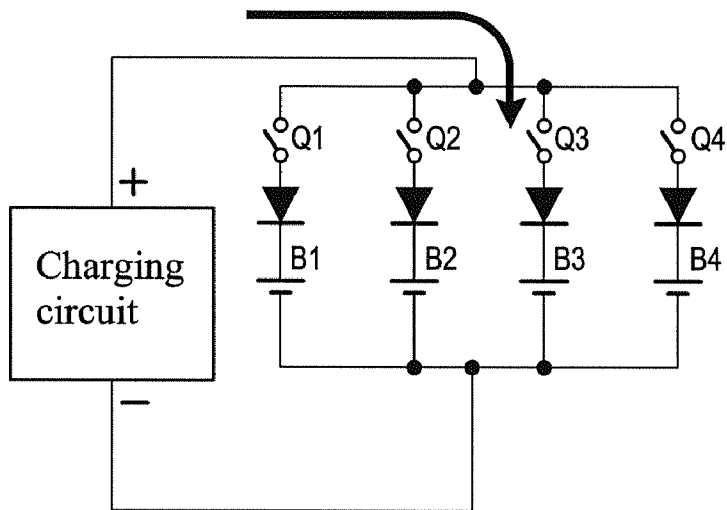 Q1 Q2 Q3 Q4
+
B1 B2 B3 B4
Charging
circuit
−